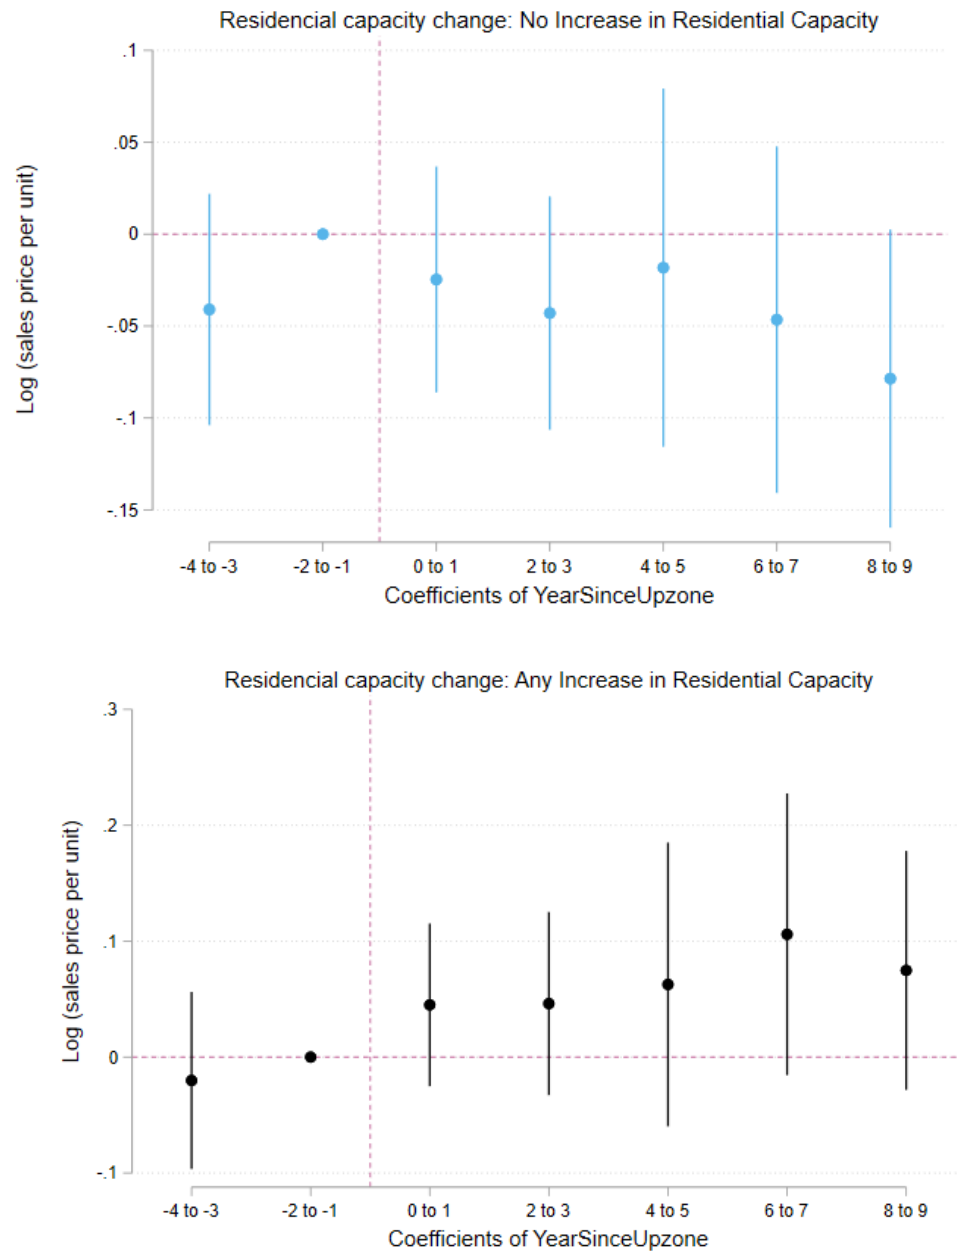 Residencial capacity change: No Increase in Residential Capacity
.1
.05
0
-.05
-.1
-.15
Log (sales price per unit)
-4 to -3 -2 to -1 0 to 1 2 to 3 4 to 5 6 to 7 8 to 9
Coefficients of YearSinceUpzone
Residencial capacity change: Any Increase in Residential Capacity
.3
.2
.1
0
-.1
Log (sales price per unit)
-4 to -3 -2 to -1 0 to 1 2 to 3 4 to 5 6 to 7 8 to 9
Coefficients of YearSinceUpzone